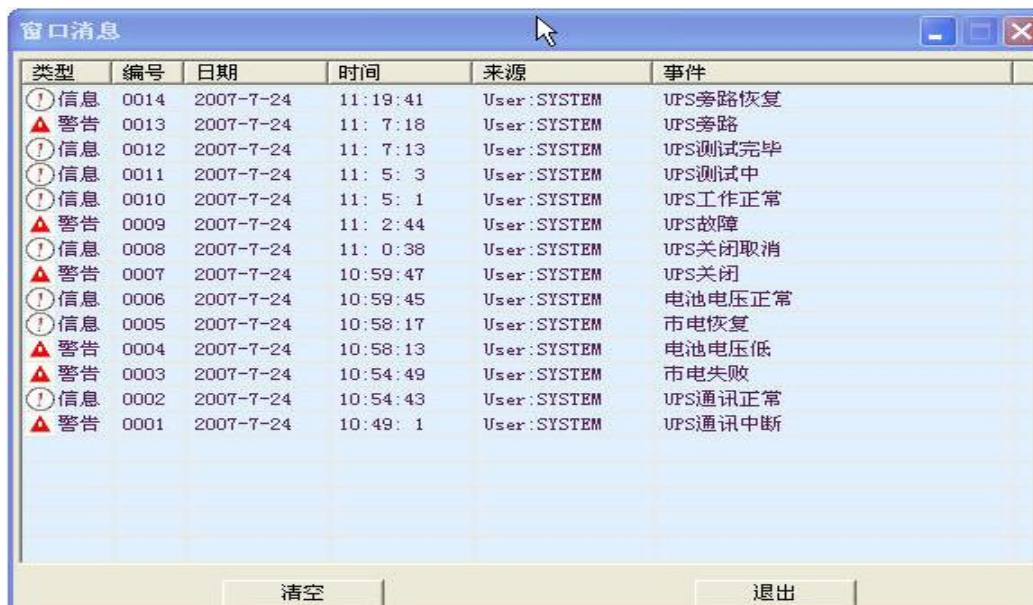 窗口消息
类型 编号 日期 时间 来源 事件
信息 0014 2007-7-24 11:19:41 User:SYSTEM UPS旁路恢复
警告 0013 2007-7-24 11: 7:18 User:SYSTEM UPS旁路
信息 0012 2007-7-24 11: 7:13 User:SYSTEM UPS测试完毕
信息 0011 2007-7-24 11: 5: 3 User:SYSTEM UPS测试中
信息 0010 2007-7-24 11: 5: 1 User:SYSTEM UPS工作正常
警告 0009 2007-7-24 11: 2:44 User:SYSTEM UPS故障
信息 0008 2007-7-24 11: 0:38 User:SYSTEM UPS关闭取消
警告 0007 2007-7-24 10:59:47 User:SYSTEM UPS关闭
信息 0006 2007-7-24 10:59:45 User:SYSTEM 电池电压正常
信息 0005 2007-7-24 10:58:17 User:SYSTEM 市电恢复
警告 0004 2007-7-24 10:58:13 User:SYSTEM 电池电压低
警告 0003 2007-7-24 10:54:49 User:SYSTEM 市电失败
信息 0002 2007-7-24 10:54:43 User:SYSTEM UPS通讯正常
警告 0001 2007-7-24 10:49: 1 User:SYSTEM UPS通讯中断
清空 退出